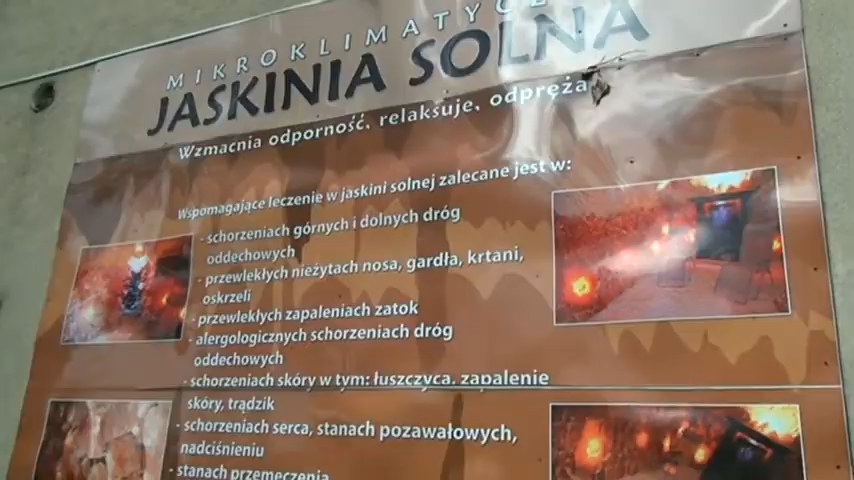 MIKROKLIMATYCZ
JASKINIA SOLNA
Wzmacnia odporność, relaksuje, odpręża
Wspomagające leczenie w jaskini solnej zalecane jest w:
- schorzeniach górnych i dolnych dróg
oddechowych
- przewlekłych nieżytach nosa, gardła, krtani,
oskrzeli
- przewlekłych zapaleniach zatok
- alergologicznych schorzeniach dróg
oddechowych
- schorzeniach skóry w tym: łuszczyca, zapalenie
skóry, trądzik
- schorzeniach serca, stanach pozawałowych,
nadciśnieniu
- stanach przemęczenia